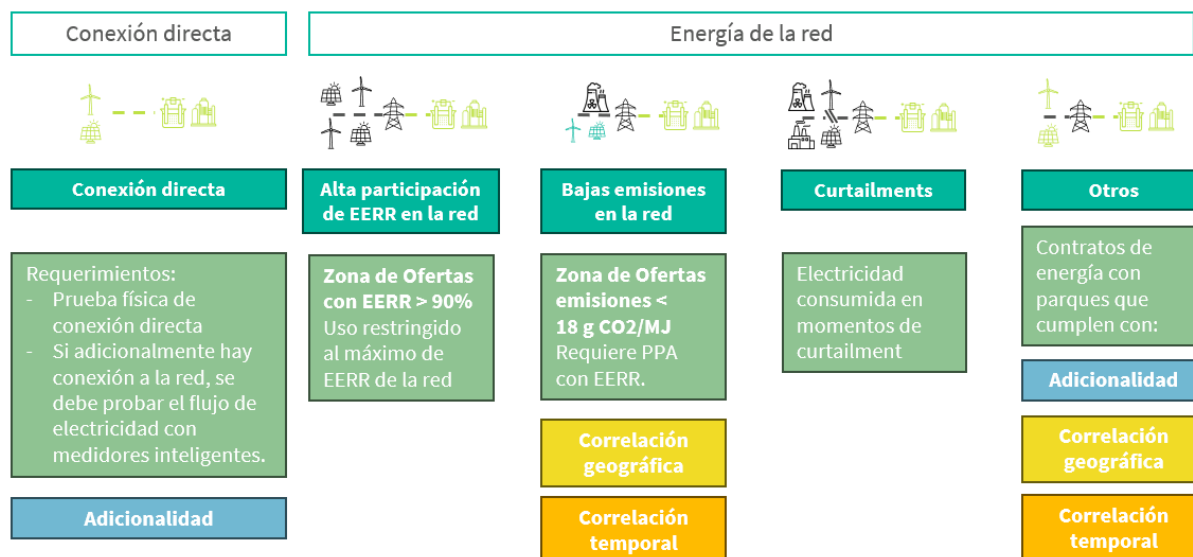 Conexión directa
Energía de la red
Conexión directa
Requerimientos:
- Prueba física de
conexión directa
- Si adicionalmente hay
conexión a la red, se
debe probar el flujo de
electricidad con
medidores inteligentes.
Adicionalidad
Alta participación
de EERR en la red
Zona de Ofertas
con EERR > 90%
Uso restringido
al máximo de
EERR de la red
Bajas emisiones
en la red
Zona de Ofertas
emisiones <
18 g CO2/MJ
Requiere PPA
con EERR.
Correlación
geográfica
Correlación
temporal
Curtailments
Electricidad
consumida en
momentos de
curtailment
Otros
Contratos de
energía con
parques que
cumplen con:
Adicionalidad
Correlación
geográfica
Correlación
temporal